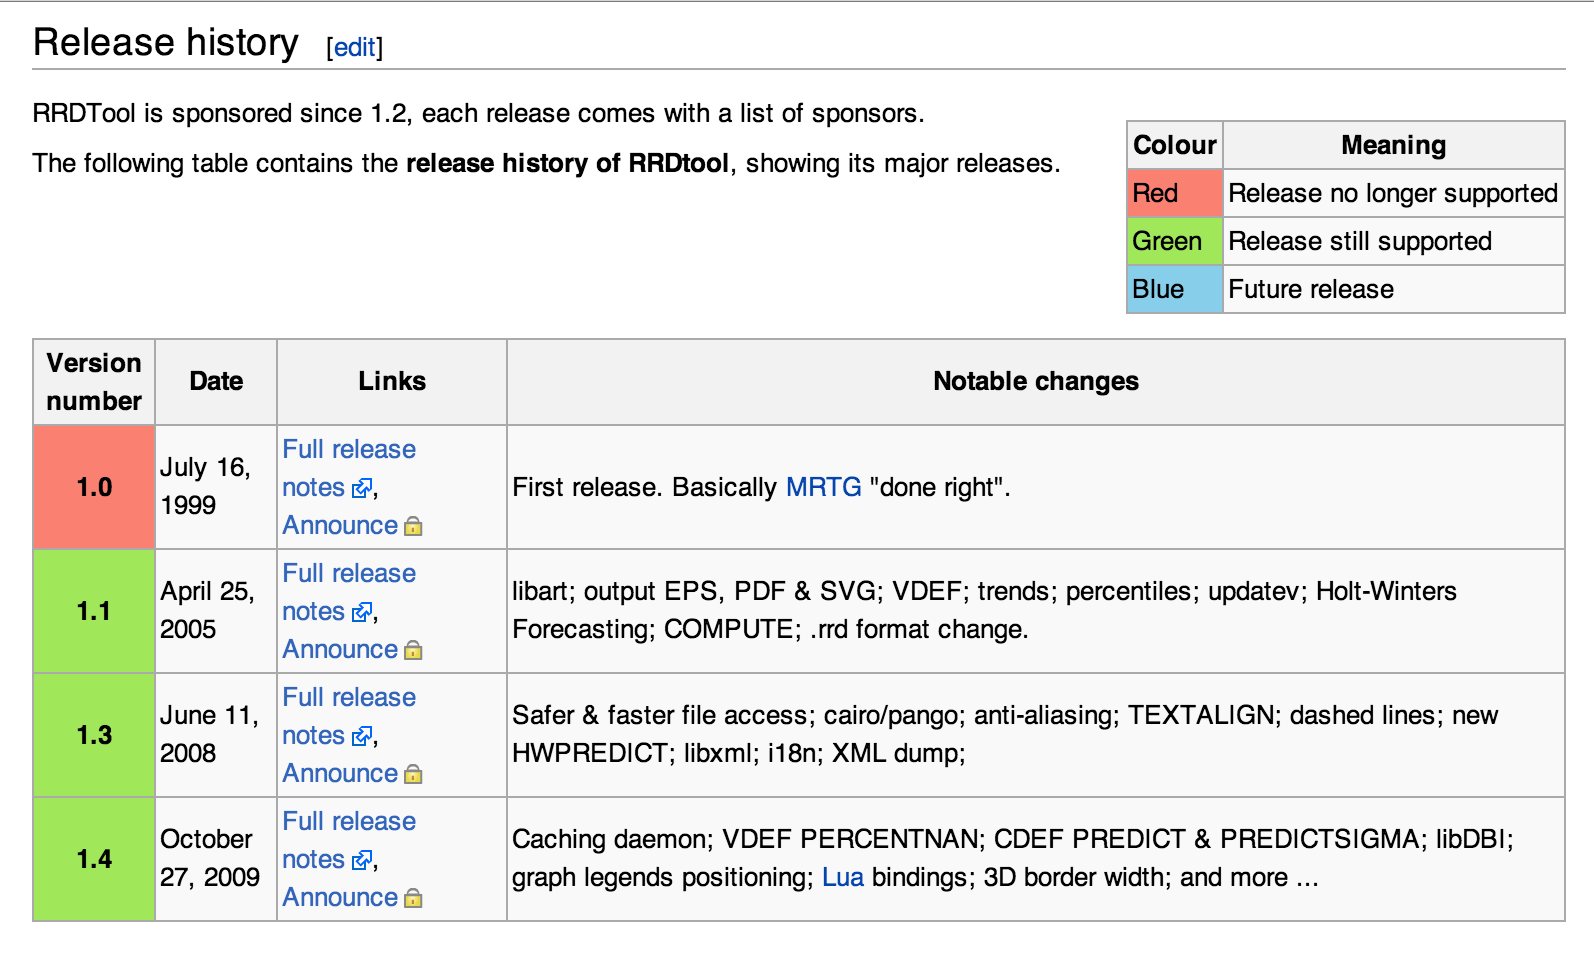 Release history [edit]
RRDTool is sponsored since 1.2, each release comes with a list of sponsors.
The following table contains the release history of RRDtool, showing its major releases.
Colour Meaning
Red Release no longer supported
Green Release still supported
Blue Future release
Version number Date Links Notable changes
1.0
July 16,
1999
Full release
notes,
Announce
First release. Basically MRTG "done right".
1.1
April 25,
2005
Full release
notes,
Announce
libart; output EPS, PDF & SVG; VDEF; trends; percentiles; updatev; Holt-Winters
Forecasting; COMPUTE; .rrd format change.
1.3
June 11,
2008
Full release
notes,
Announce
Safer & faster file access; cairo/pango; anti-aliasing; TEXTALIGN; dashed lines; new
HWPREDICT; libxml; i18n; XML dump;
1.4
October
27, 2009
Full release
notes,
Announce
Caching daemon; VDEF PERCENTNAN; CDEF PREDICT & PREDICTSIGMA; libDBI;
graph legends positioning; Lua bindings; 3D border width; and more ...